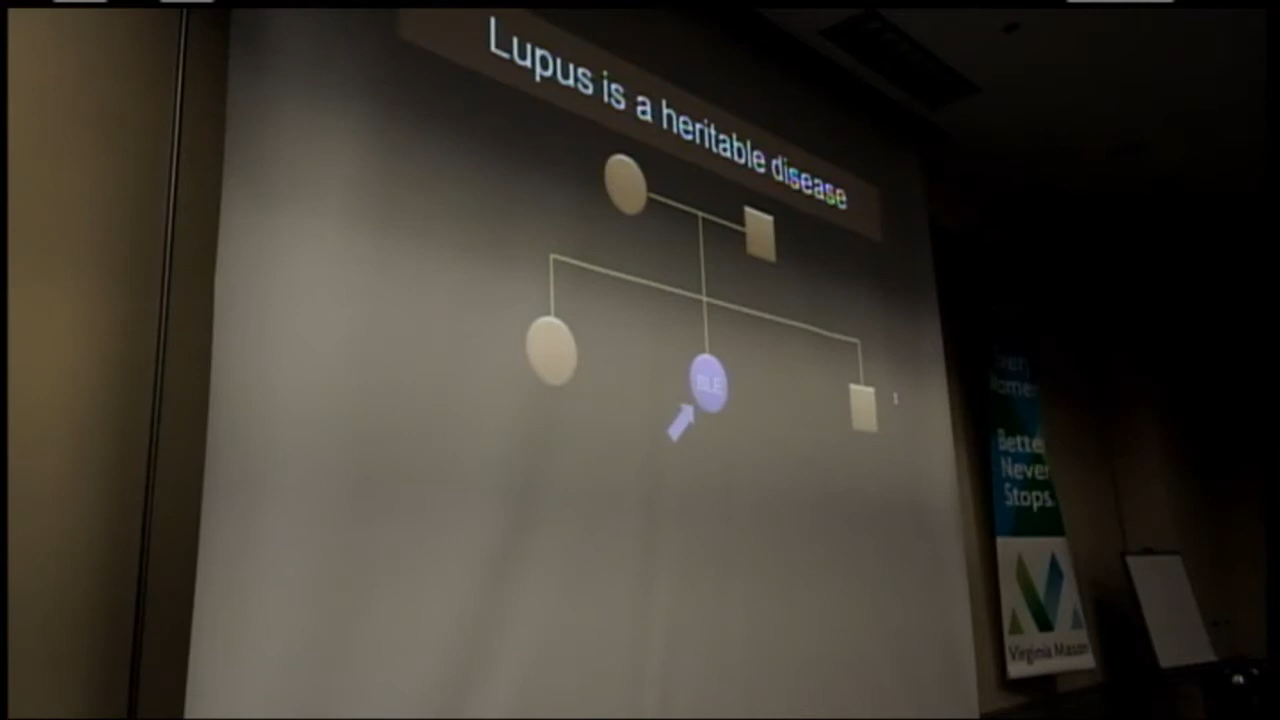 Lupus is a heritable disease
SLE
Better
Never
Stops.
Virginia Mason